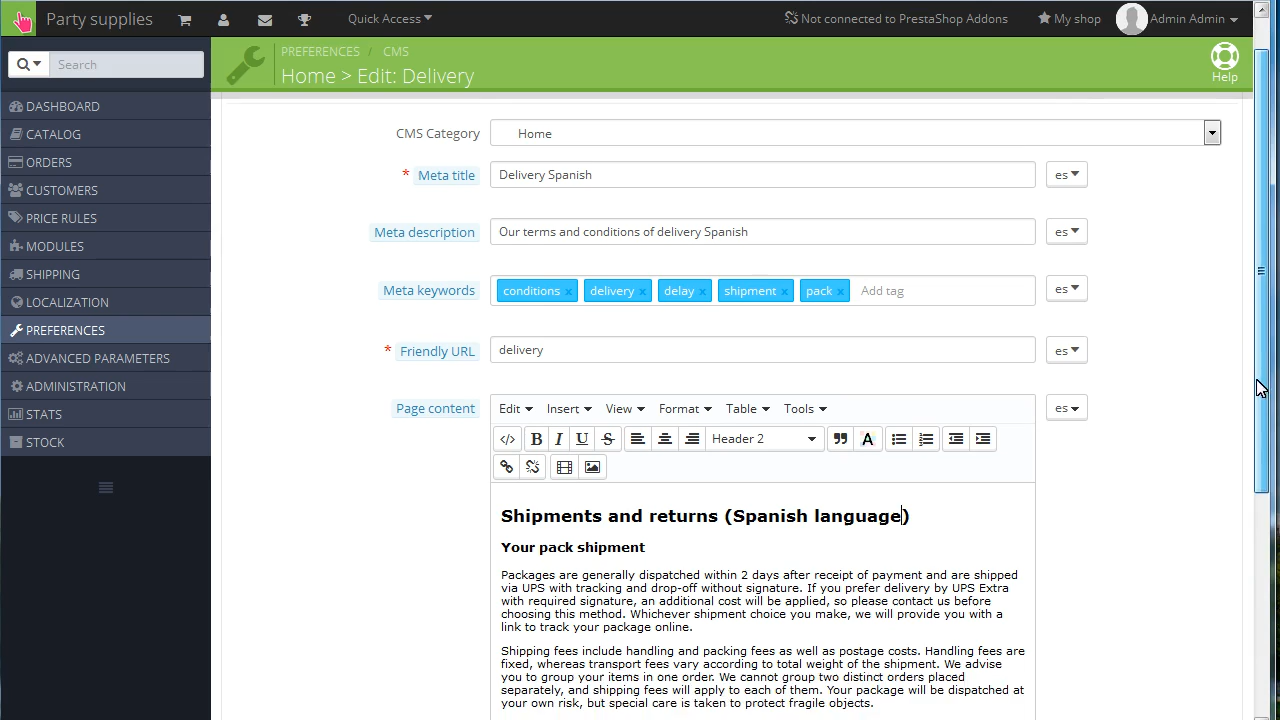 Party supplies
Quick Access
Not connected to PrestaShop Addons
My shop
Admin Admin
Search
PREFERENCES / CMS
Home > Edit: Delivery
Help
DASHBOARD
CATALOG
ORDERS
CUSTOMERS
PRICE RULES
MODULES
SHIPPING
LOCALIZATION
PREFERENCES
ADVANCED PARAMETERS
ADMINISTRATION
STATS
STOCK
CMS Category
Home
* Meta title
Delivery Spanish
es
Meta description
Our terms and conditions of delivery Spanish
es
Meta keywords
conditions × delivery × delay × shipment × pack × Add tag
es
* Friendly URL
delivery
es
Page content
Edit Insert View Format Table Tools
es
B I U S Header 2 A
Shipments and returns (Spanish language)
Your pack shipment
Packages are generally dispatched within 2 days after receipt of payment and are shipped
via UPS with tracking and drop-off without signature. If you prefer delivery by UPS Extra
with required signature, an additional cost will be applied, so please contact us before
choosing this method. Whichever shipment choice you make, we will provide you with a
link to track your package online.
Shipping fees include handling and packing fees as well as postage costs. Handling fees are
fixed, whereas transport fees vary according to total weight of the shipment. We advise
you to group your items in one order. We cannot group two distinct orders placed
separately, and shipping fees will apply to each of them. Your package will be dispatched at
your own risk, but special care is taken to protect fragile objects.